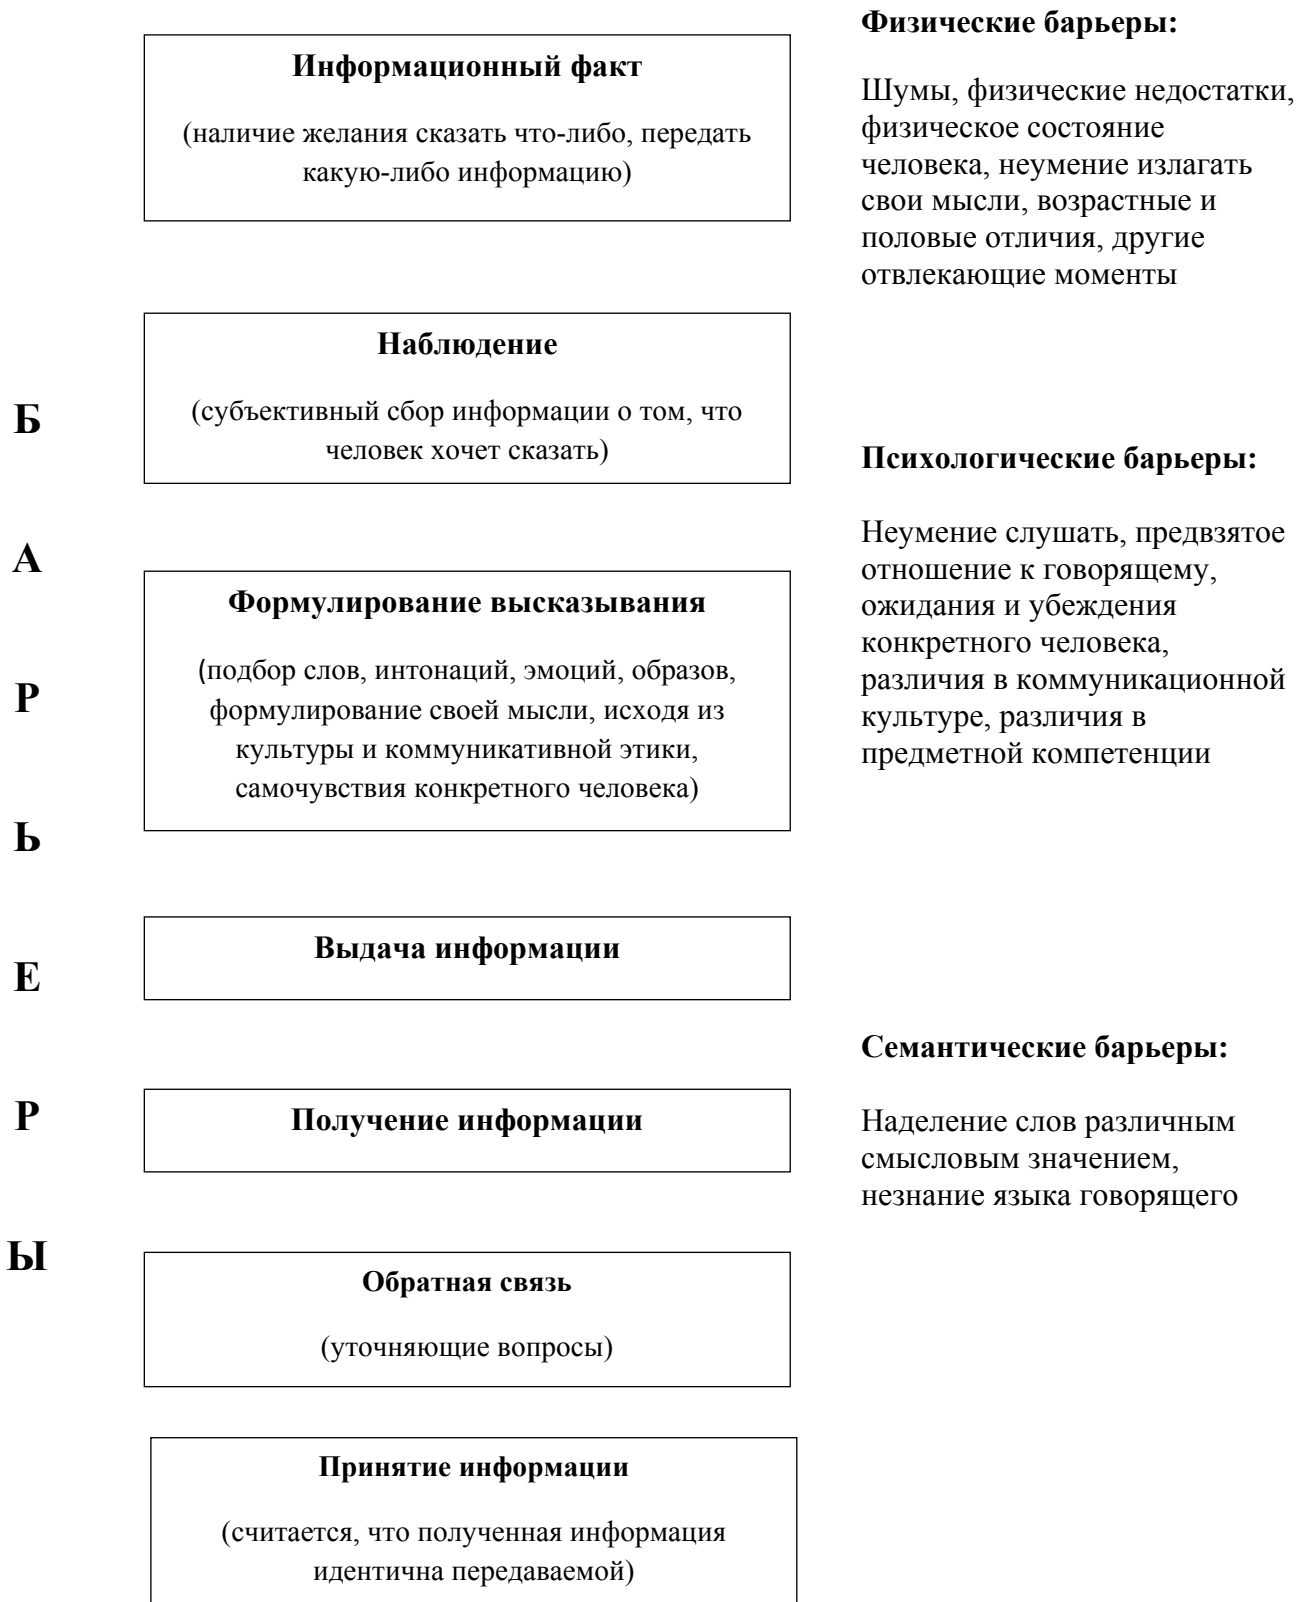 Б
А
Р
Ь
Е
Р
Ы
Информационный факт
(наличие желания сказать что-либо, передать
какую-либо информацию)
Наблюдение
(субъективный сбор информации о том, что
человек хочет сказать)
Формулирование высказывания
(подбор слов, интонаций, эмоций, образов,
формулирование своей мысли, исходя из
культуры и коммуникативной этики,
самочувствия конкретного человека)
Выдача информации
Получение информации
Обратная связь
(уточняющие вопросы)
Принятие информации
(считается, что полученная информация
идентична передаваемой)
Физические барьеры:
Шумы, физические недостатки,
физическое состояние
человека, неумение излагать
свои мысли, возрастные и
половые отличия, другие
отвлекающие моменты
Психологические барьеры:
Неумение слушать, предвзятое
отношение к говорящему,
ожидания и убеждения
конкретного человека,
различия в коммуникационной
культуре, различия в
предметной компетенции
Семантические барьеры:
Наделение слов различным
смысловым значением,
незнание языка говорящего